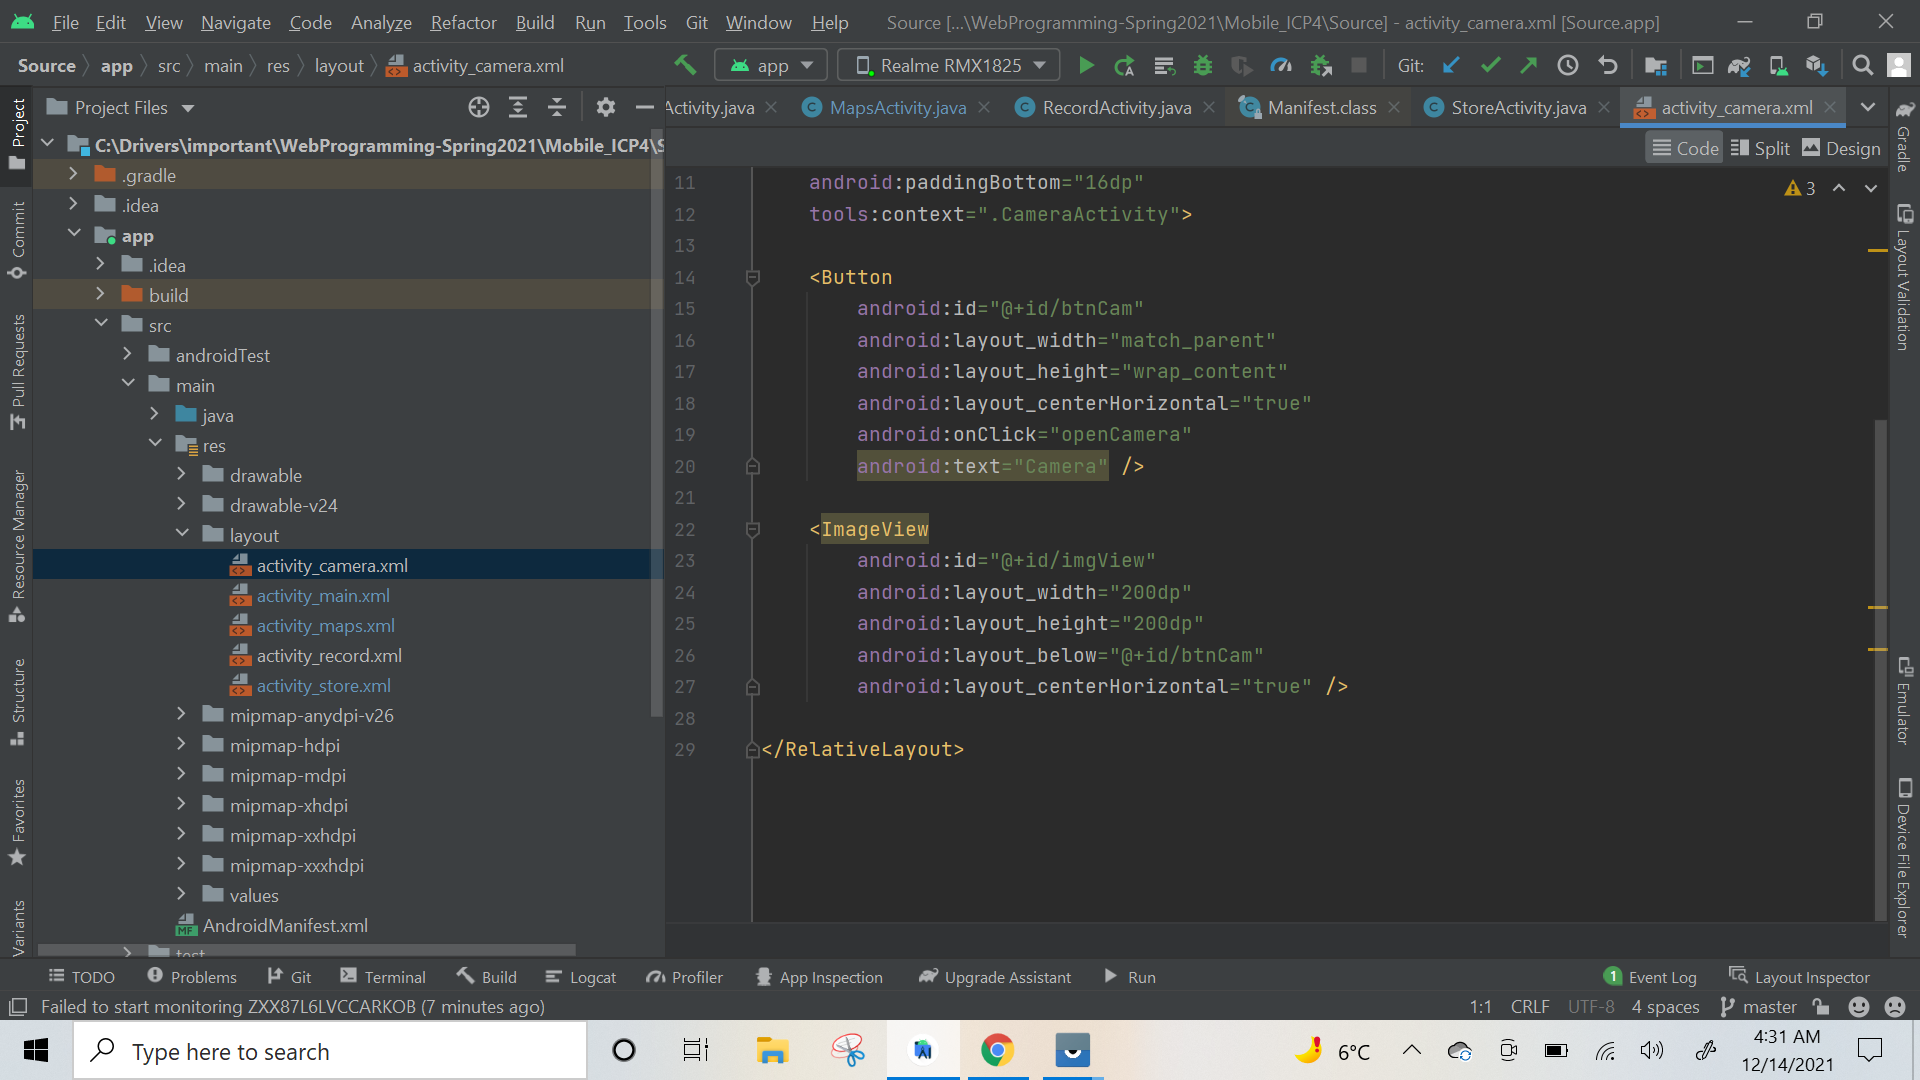 File Edit View Navigate Code Analyze Refactor Build Run Tools Git Window Help Source [...\WebProgramming-Spring2021\Mobile_ICP4\Source] - activity_camera.xml [Source.app]
Source app src main res layout activity_camera.xml app Realme RMX1825 Git:
Project Files
Activity.java MapsActivity.java RecordActivity.java Manifest.class StoreActivity.java activity_camera.xml
Code Split Design
C:\Drivers\important\WebProgramming-Spring2021\Mobile_ICP4\S
.gradle
.idea
app
.idea
build
src
androidTest
main
java
res
drawable
drawable-v24
layout
activity_camera.xml
activity_main.xml
activity_maps.xml
activity_record.xml
activity_store.xml
mipmap-anydpi-v26
mipmap-hdpi
mipmap-mdpi
mipmap-xhdpi
mipmap-xxhdpi
mipmap-xxxhdpi
values
MF AndroidManifest.xml
test
Project
Commit
Pull Requests
Resource Manager
Structure
Favorites
Variants
3
11 android:paddingBottom="16dp"
12 tools:context=".CameraActivity">
13
14 <Button
15 android:id="@+id/btnCam"
16 android:layout_width="match_parent"
17 android:layout_height="wrap_content"
18 android:layout_centerHorizontal="true"
19 android:onClick="openCamera"
20 android:text="Camera" />
21
22 <ImageView
23 android:id="@+id/imgView"
24 android:layout_width="200dp"
25 android:layout_height="200dp"
26 android:layout_below="@+id/btnCam"
27 android:layout_centerHorizontal="true" />
28
29 </RelativeLayout>
Gradle
Layout Validation
Emulator
Device File Explorer
TODO Problems Git Terminal Build Logcat Profiler App Inspection Upgrade Assistant Run 1 Event Log Layout Inspector
Failed to start monitoring ZXX87L6LVCCARKOB (7 minutes ago) 1:1 CRLF UTF-8 4 spaces master
Type here to search 6°C 4:31 AM
12/14/2021